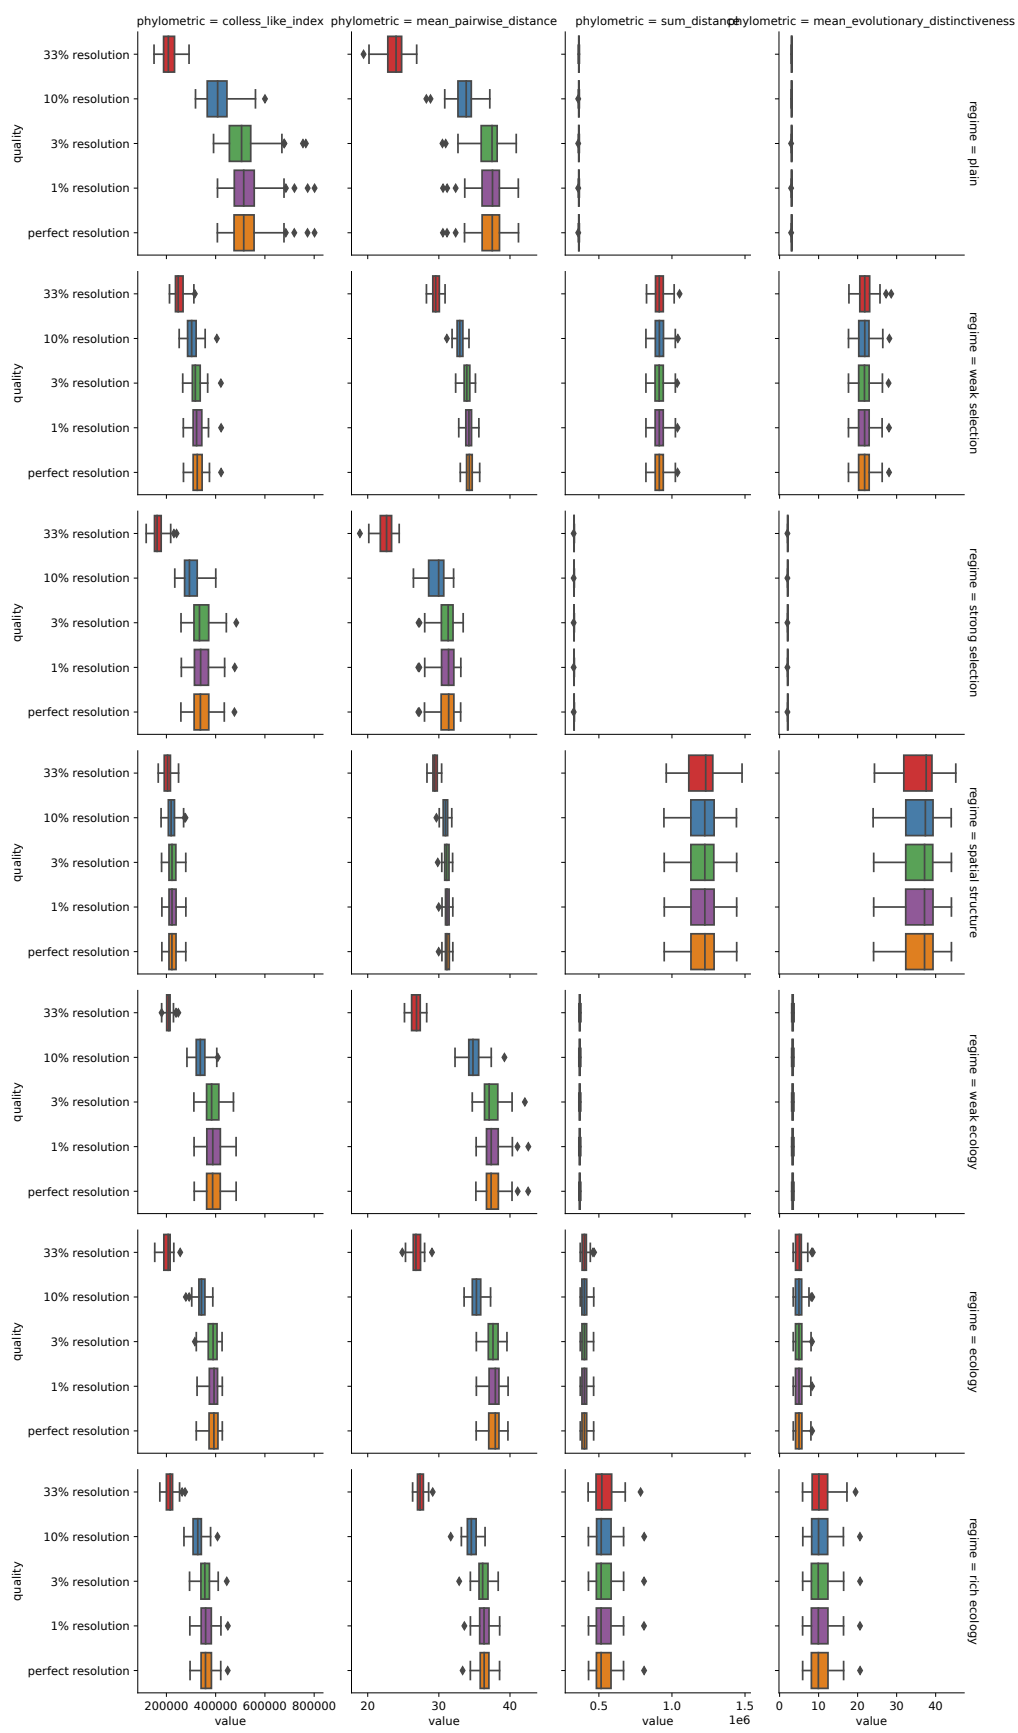 phylometric = colless_like_index phylometric = mean_pairwise_distance phylometric = sum_distance phylometric = mean_evolutionary_distinctiveness
33% resolution
10% resolution
3% resolution
1% resolution
perfect resolution
quality
regime = plain
33% resolution
10% resolution
3% resolution
1% resolution
perfect resolution
quality
regime = weak selection
33% resolution
10% resolution
3% resolution
1% resolution
perfect resolution
quality
regime = strong selection
33% resolution
10% resolution
3% resolution
1% resolution
perfect resolution
quality
regime = spatial structure
33% resolution
10% resolution
3% resolution
1% resolution
perfect resolution
quality
regime = weak ecology
33% resolution
10% resolution
3% resolution
1% resolution
perfect resolution
quality
regime = ecology
33% resolution
10% resolution
3% resolution
1% resolution
perfect resolution
quality
regime = rich ecology
200000 400000 600000 800000 20 30 40 0.5 1.0 1.5 0 10 20 30 40
1e6
value value value value